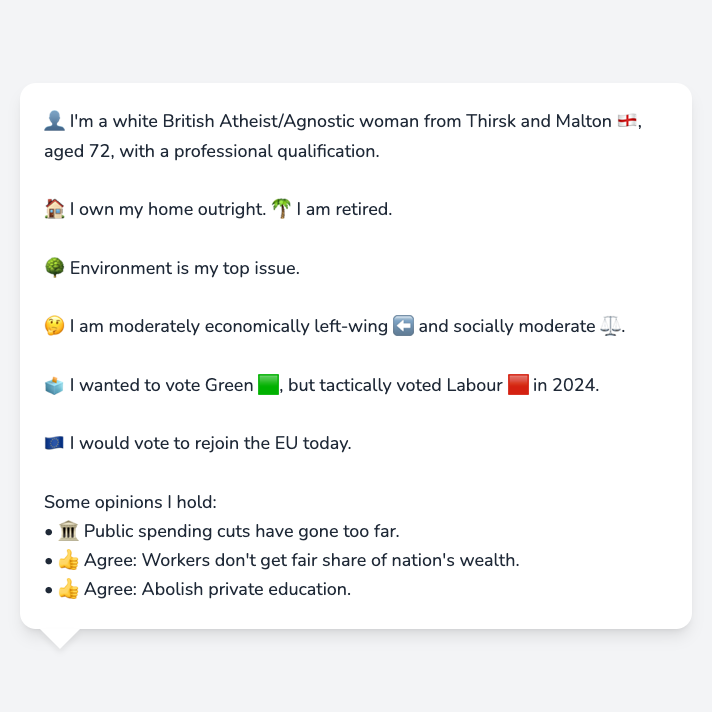 👤 I'm a white British Atheist/Agnostic woman from Thirsk and Malton 🏴󠁧󠁢󠁥󠁮󠁧󠁿,
aged 72, with a professional qualification.
🏠 I own my home outright. 🌴 I am retired.
🌳 Environment is my top issue.
🤔 I am moderately economically left-wing ⬅️ and socially moderate ⚖️.
🗳️ I wanted to vote Green 🟩, but tactically voted Labour 🟥 in 2024.
🇪🇺 I would vote to rejoin the EU today.
Some opinions I hold:
• 🏛️ Public spending cuts have gone too far.
• 👍 Agree: Workers don't get fair share of nation's wealth.
• 👍 Agree: Abolish private education.